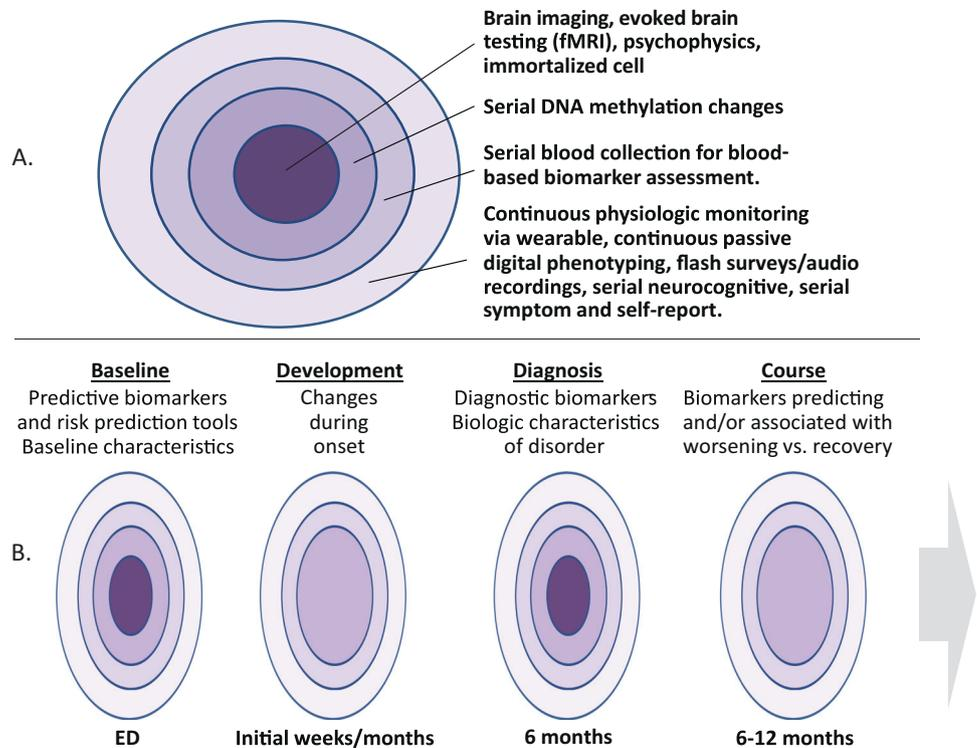 A.
Brain imaging, evoked brain
testing (fMRI), psychophysics,
immortalized cell
Serial DNA methylation changes
Serial blood collection for blood-
based biomarker assessment.
Continuous physiologic monitoring
via wearable, continuous passive
digital phenotyping, flash surveys/audio
recordings, serial neurocognitive, serial
symptom and self-report.
B.
Baseline
Predictive biomarkers
and risk prediction tools
Baseline characteristics
ED
Development
Changes
during
onset
Initial weeks/months
Diagnosis
Diagnostic biomarkers
Biologic characteristics
of disorder
6 months
Course
Biomarkers predicting
and/or associated with
worsening vs. recovery
6-12 months